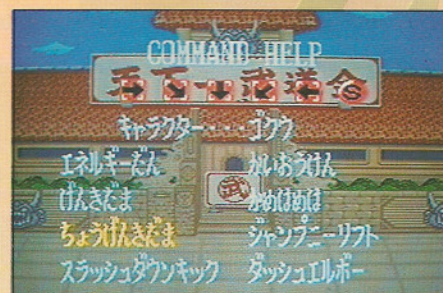 COMMAND HELP
天下一武道会
S
キャラクター・・・・ゴクウ
エネルギーだん かいおうけん
げんきだま 武 かめはめは
ちょうげんきだま ジャンプニーリフト
スラッシュダウンキック ダッシュエルボー